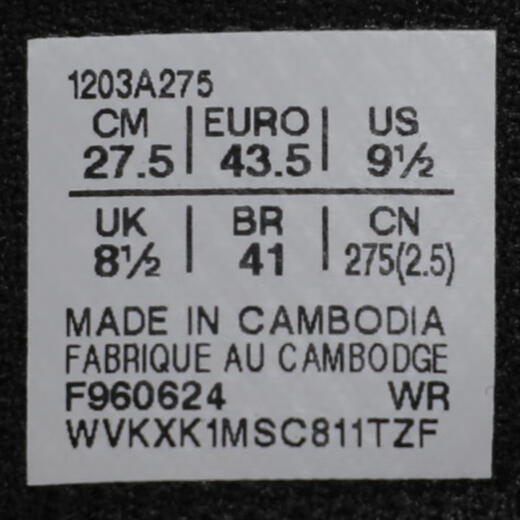 1203A275
CM | EURO | US
27.5 | 43.5 | 9½
UK | BR | CN
8½ | 41 | 275(2.5)
MADE IN CAMBODIA
FABRIQUE AU CAMBODGE
F960624 WR
WVKXK1MSC811TZF